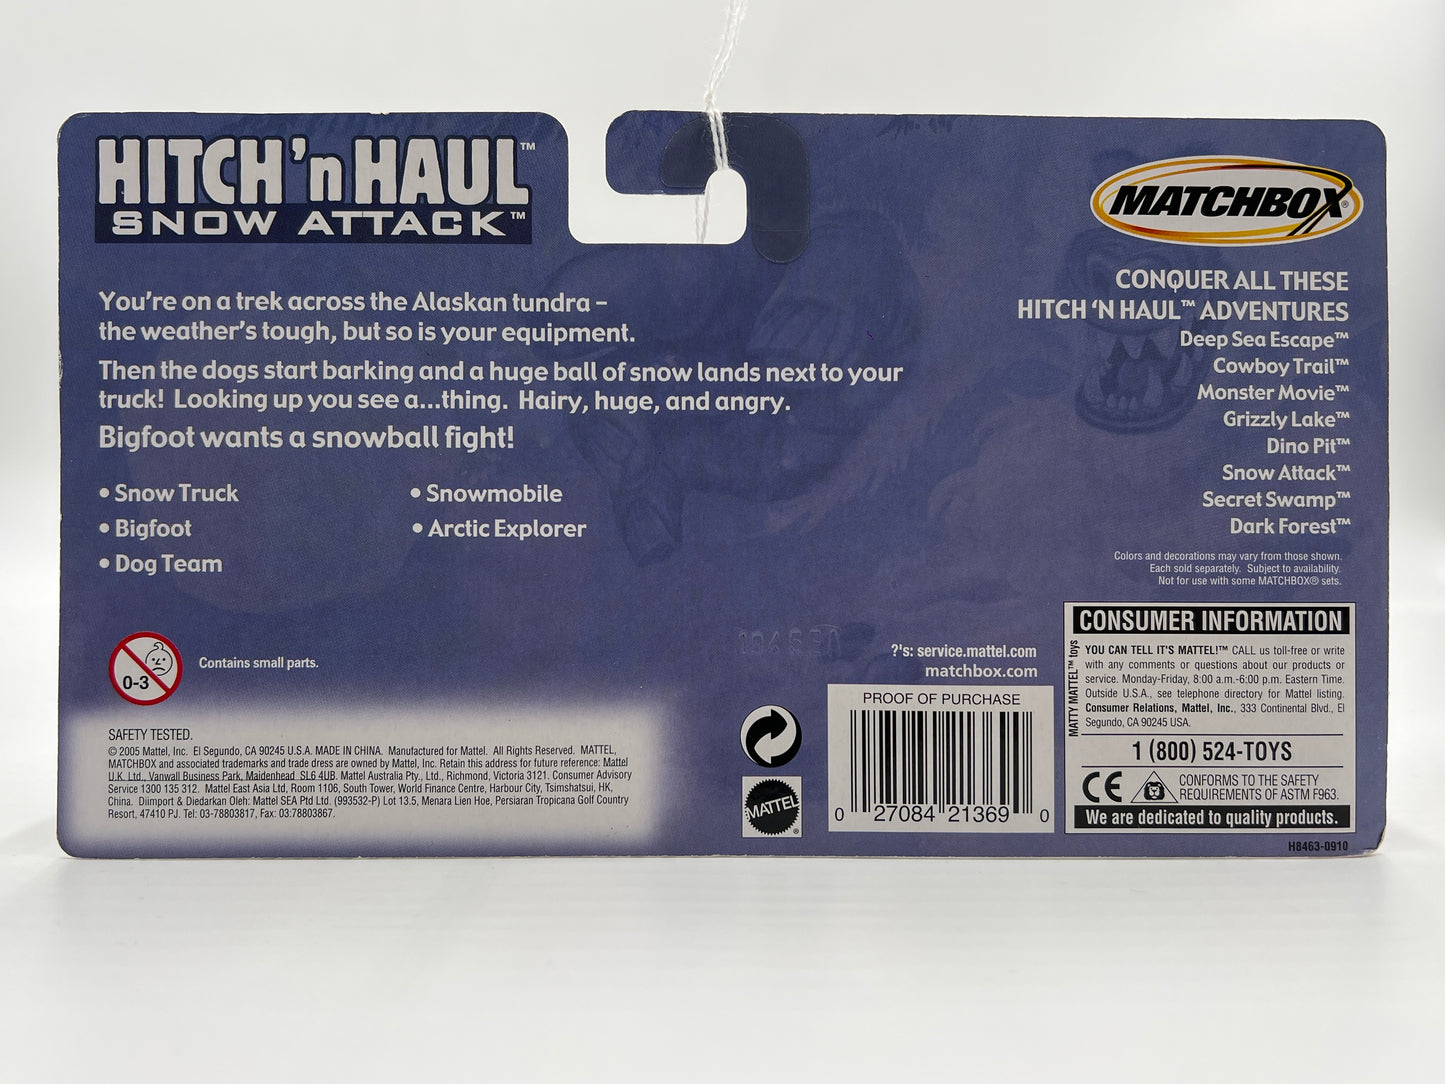 HITCH 'n HAUL™
SNOW ATTACK™
You're on a trek across the Alaskan tundra –
the weather's tough, but so is your equipment.
Then the dogs start barking and a huge ball of snow lands next to your
truck! Looking up you see a...thing. Hairy, huge, and angry.
Bigfoot wants a snowball fight!
• Snow Truck
• Bigfoot
• Dog Team
• Snowmobile
• Arctic Explorer
MATCHBOX®
CONQUER ALL THESE
HITCH 'N HAUL™ ADVENTURES
Deep Sea Escape™
Cowboy Trail™
Monster Movie™
Grizzly Lake™
Dino Pit™
Snow Attack™
Secret Swamp™
Dark Forest™
Colors and decorations may vary from those shown.
Each sold separately. Subject to availability.
Not for use with some MATCHBOX® sets.
0-3
Contains small parts.
SAFETY TESTED.
© 2005 Mattel, Inc. El Segundo, CA 90245 U.S.A. MADE IN CHINA. Manufactured for Mattel. All Rights Reserved. MATTEL,
MATCHBOX and associated trademarks and trade dress are owned by Mattel, Inc. Retain this address for future reference: Mattel
U.K. Ltd., Vanwall Business Park, Maidenhead SL6 4UB. Mattel Australia Pty., Ltd., Richmond, Victoria 3121. Consumer Advisory
Service 1300 135 312. Mattel East Asia Ltd, Room 1106, South Tower, World Finance Centre, Harbour City, Tsimshatsui, HK,
China. Diimport & Diedarkan Oleh: Mattel SEA Ptd Ltd. (993532-P) Lot 13.5, Menara Lien Hoe, Persiaran Tropicana Golf Country
Resort, 47410 PJ. Tel: 03-78803817, Fax: 03:78803867.
?'s: service.mattel.com
matchbox.com
PROOF OF PURCHASE
0 27084 21369 0
MATTEL®
CONSUMER INFORMATION
MATTY MATTEL™ toys
YOU CAN TELL IT'S MATTEL!™ CALL us toll-free or write
with any comments or questions about our products or
service. Monday-Friday, 8:00 a.m.-6:00 p.m. Eastern Time.
Outside U.S.A., see telephone directory for Mattel listing.
Consumer Relations, Mattel, Inc., 333 Continental Blvd., El
Segundo, CA 90245 USA.
1 (800) 524-TOYS
CE
CONFORMS TO THE SAFETY
REQUIREMENTS OF ASTM F963.
We are dedicated to quality products.
H8463-0910